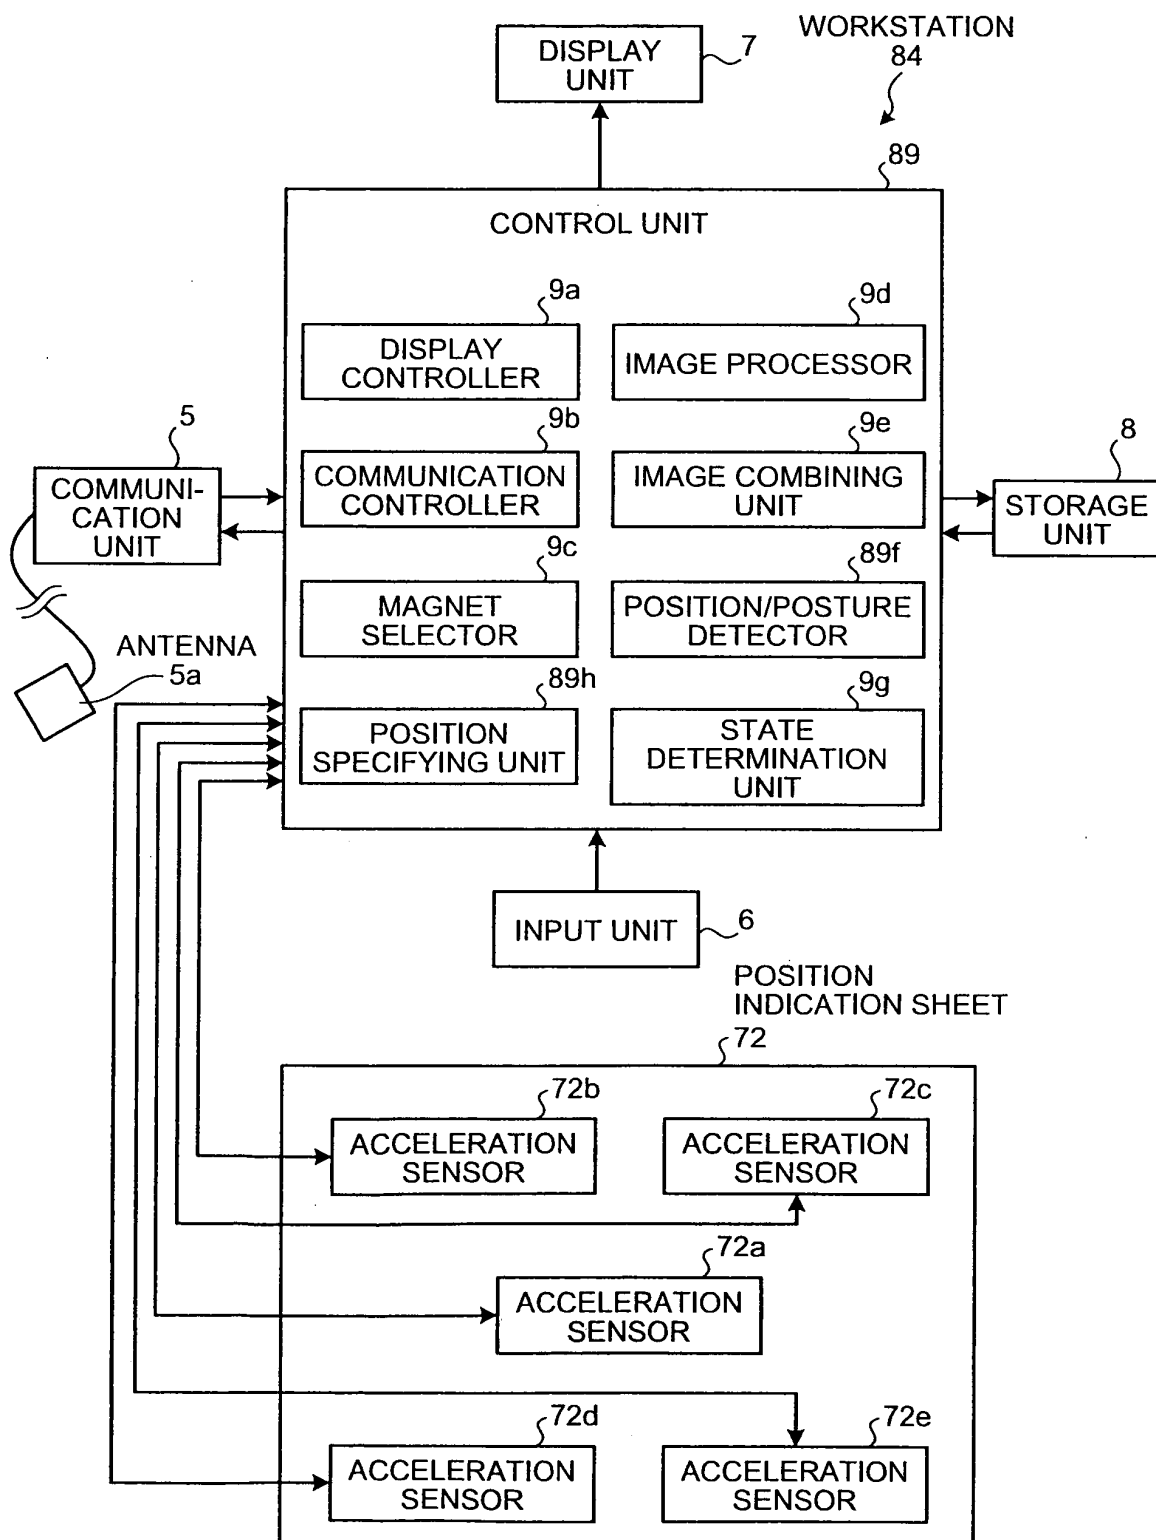 WORKSTATION
84
DISPLAY
UNIT
7
89
CONTROL UNIT
9a
DISPLAY
CONTROLLER
9d
IMAGE PROCESSOR
5
COMMUNI-
CATION
UNIT
9b
COMMUNICATION
CONTROLLER
9e
IMAGE COMBINING
UNIT
8
STORAGE
UNIT
9c
MAGNET
SELECTOR
89f
POSITION/POSTURE
DETECTOR
ANTENNA
5a
89h
POSITION
SPECIFYING UNIT
9g
STATE
DETERMINATION
UNIT
INPUT UNIT
6
POSITION
INDICATION SHEET
72
72b
ACCELERATION
SENSOR
72c
ACCELERATION
SENSOR
72a
ACCELERATION
SENSOR
72d
ACCELERATION
SENSOR
72e
ACCELERATION
SENSOR